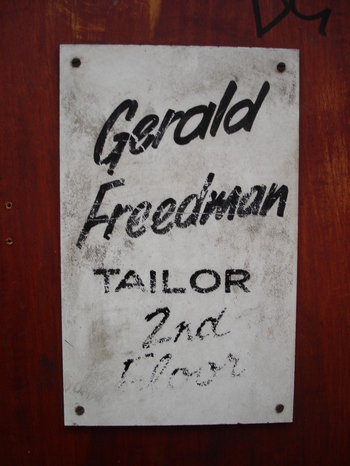 Gerald
Freedman
TAILOR
2nd
Floor